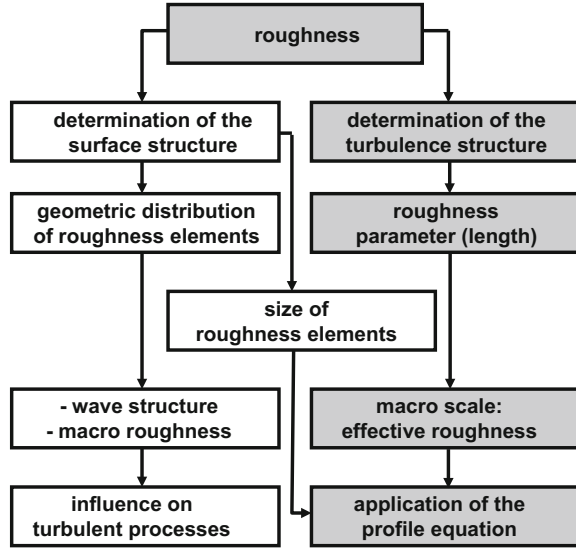 roughness
determination of the
surface structure
determination of the
turbulence structure
geometric distribution
of roughness elements
roughness
parameter (length)
size of
roughness elements
- wave structure
- macro roughness
macro scale:
effective roughness
influence on
turbulent processes
application of the
profile equation